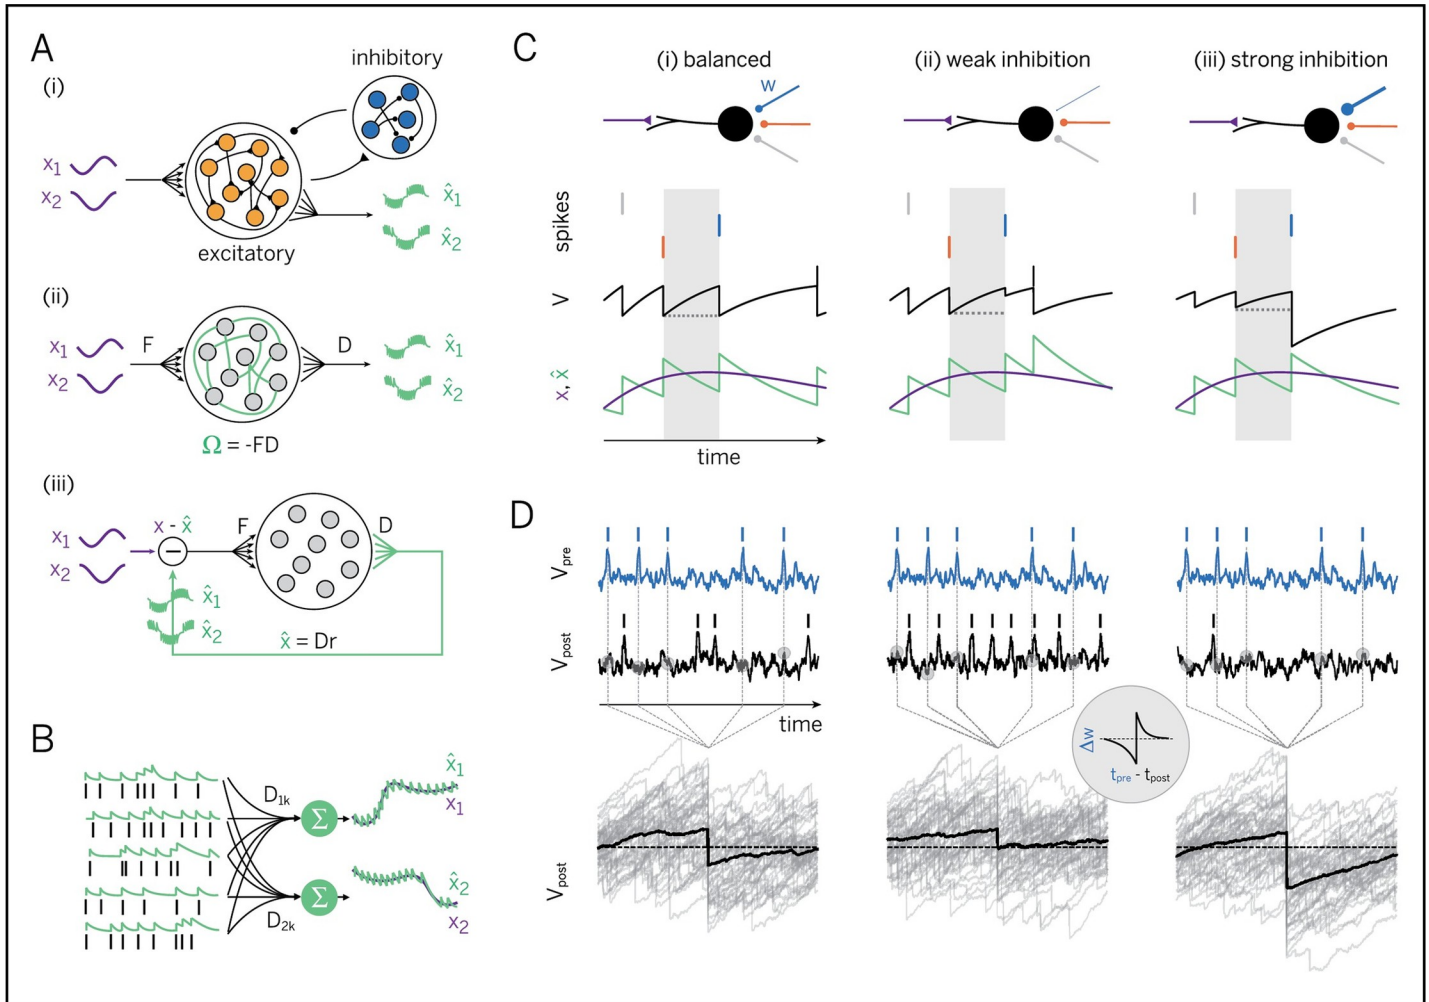 A
(i)
inhibitory
x1
x2
x̂1
x̂2
excitatory
(ii)
x1
x2
F
D
x̂1
x̂2
Ω = -FD
(iii)
x1
x2
x - x̂
F
D
x̂1
x̂2
x̂ = Dr
B
D1k
D2k
Σ
Σ
x̂1
x1
x̂2
x2
C
(i) balanced
(ii) weak inhibition
(iii) strong inhibition
w
spikes
V
x, x̂
time
D
Vpre
Vpost
time
Δw
tpre - tpost
Vpost